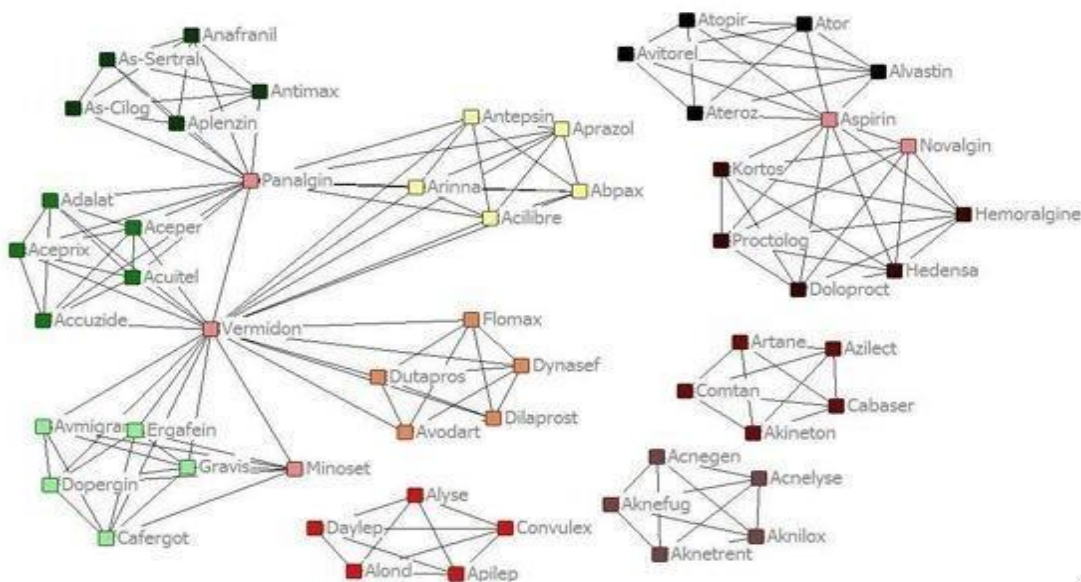 Anafranil
As-Sertral
Antimax
As-Cilog
Aplenzin
Panalgin
Antepsin
Aprazol
Arinna
Abpax
Acilibre
Adalat
Aceper
Aceprix
Acuitel
Accuzide
Vermidon
Flomax
Dynasef
Dutapros
Dilaprost
Avodart
Avmigran
Ergafein
Gravis
Minoset
Dopergin
Cafergot
Alyse
Daylep
Convulex
Alond
Apilep
Atopir
Ator
Avitorel
Alvastin
Ateroz
Aspirin
Novalgin
Kortos
Hemoralgine
Proctolog
Hedensa
Doloproct
Artane
Azilect
Comtan
Cabaser
Akineton
Acnegen
Acnelyse
Aknefug
Aknilox
Aknetrent